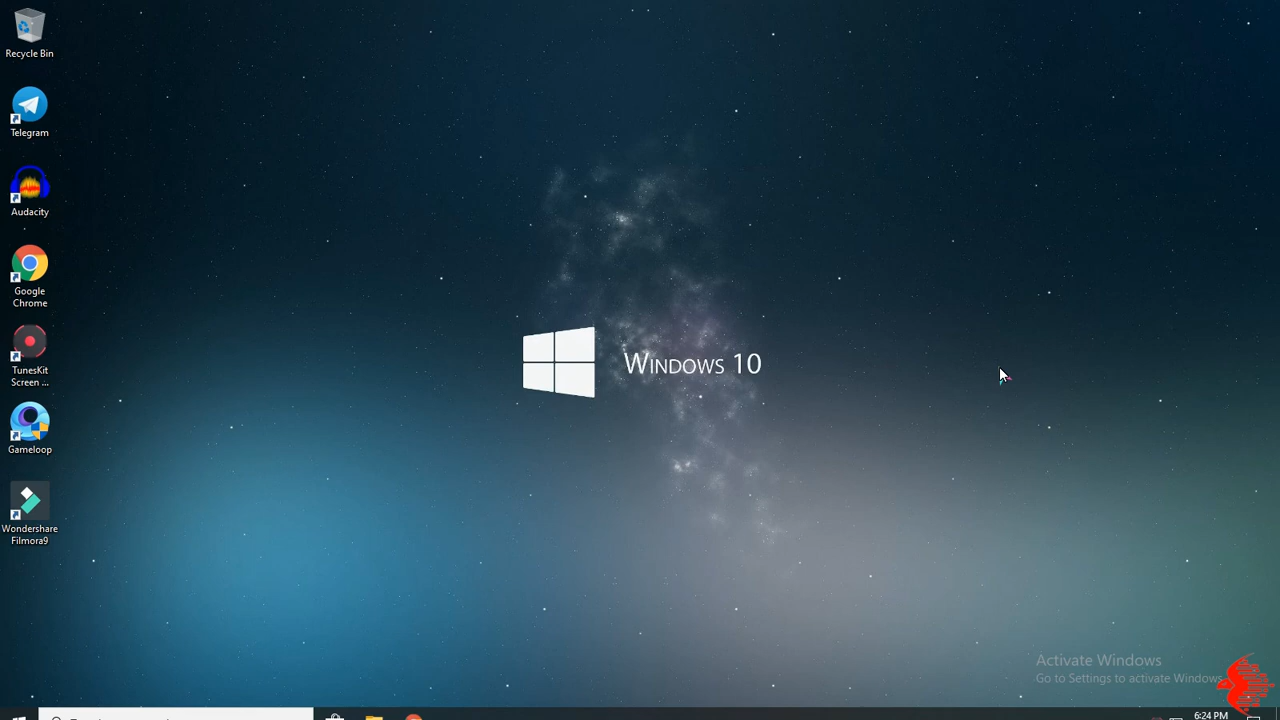 Recycle Bin
Telegram
Audacity
Google
Chrome
TunesKit
Screen ...
Gameloop
Wondershare
Filmora9
WINDOWS 10
Activate Windows
Go to Settings to activate Windows.
6:24 PM